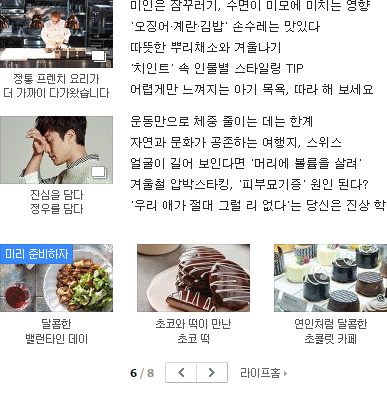 미인은 잠꾸러기, 수면이 미모에 미치는 영향
'오징어·계란·김밥' 손수레는 맛있다
따뜻한 뿌리채소와 겨울나기
'치인트' 속 인물별 스타일링 TIP
어렵게만 느껴지는 아기 목욕, 따라 해 보세요
정통 프렌치 요리가
더 가까이 다가왔습니다
운동만으로 체중 줄이는 데는 한계
자연과 문화가 공존하는 여행지, 스위스
얼굴이 길어 보인다면 '머리에 볼륨을 살려'
겨울철 압박스타킹, '피부묘기증' 원인 된다?
'우리 애가 절대 그럴 리 없다'는 당신은 진상 학
진심을 담다
정우를 담다
미리 준비하자
달콤한
밸런타인 데이
초코와 떡이 만난
초코 떡
연인처럼 달콤한
초콜릿 카페
6 / 8
라이프홈